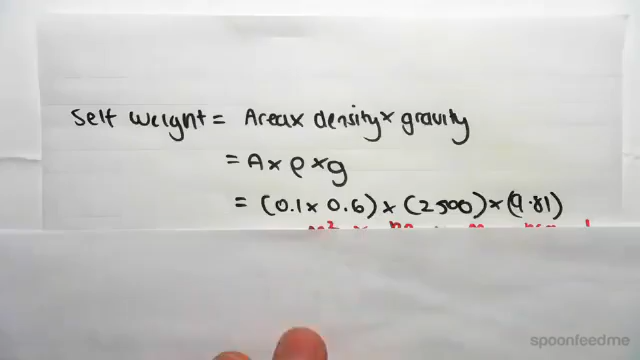 Self weight = Area x density x gravity
= A x ρ x g
= (0.1 x 0.6) x (2500) x (9.81)
spoonfeedme